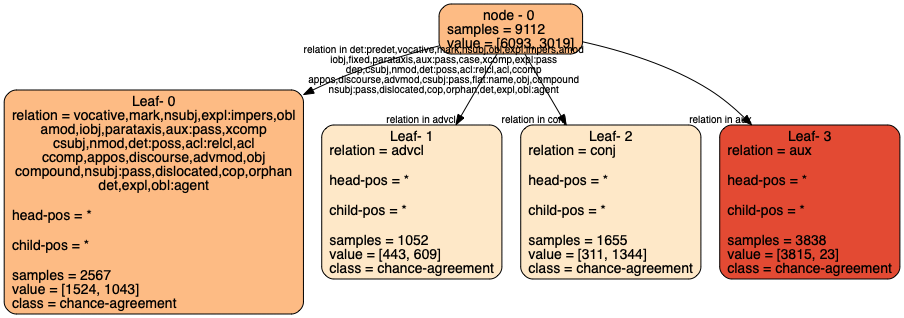 node - 0
samples = 9112
value = [6093, 3019]
relation in det:predet,vocative,mark,nsubj,obl,expl:impers,amod
iobj,fixed,parataxis,aux:pass,case,xcomp,expl:pass
dep,csubj,nmod,det:poss,acl:relcl,acl,ccomp
appos,discourse,advmod,csubj:pass,flat:name,obj,compound
nsubj:pass,dislocated,cop,orphan,det,expl,obl:agent
relation in advcl
relation in conj
relation in aux
Leaf- 0
relation = vocative,mark,nsubj,expl:impers,obl
amod,iobj,parataxis,aux:pass,xcomp
csubj,nmod,det:poss,acl:relcl,acl
ccomp,appos,discourse,advmod,obj
compound,nsubj:pass,dislocated,cop,orphan
det,expl,obl:agent
head-pos = *
child-pos = *
samples = 2567
value = [1524, 1043]
class = chance-agreement
Leaf- 1
relation = advcl
head-pos = *
child-pos = *
samples = 1052
value = [443, 609]
class = chance-agreement
Leaf- 2
relation = conj
head-pos = *
child-pos = *
samples = 1655
value = [311, 1344]
class = chance-agreement
Leaf- 3
relation = aux
head-pos = *
child-pos = *
samples = 3838
value = [3815, 23]
class = chance-agreement